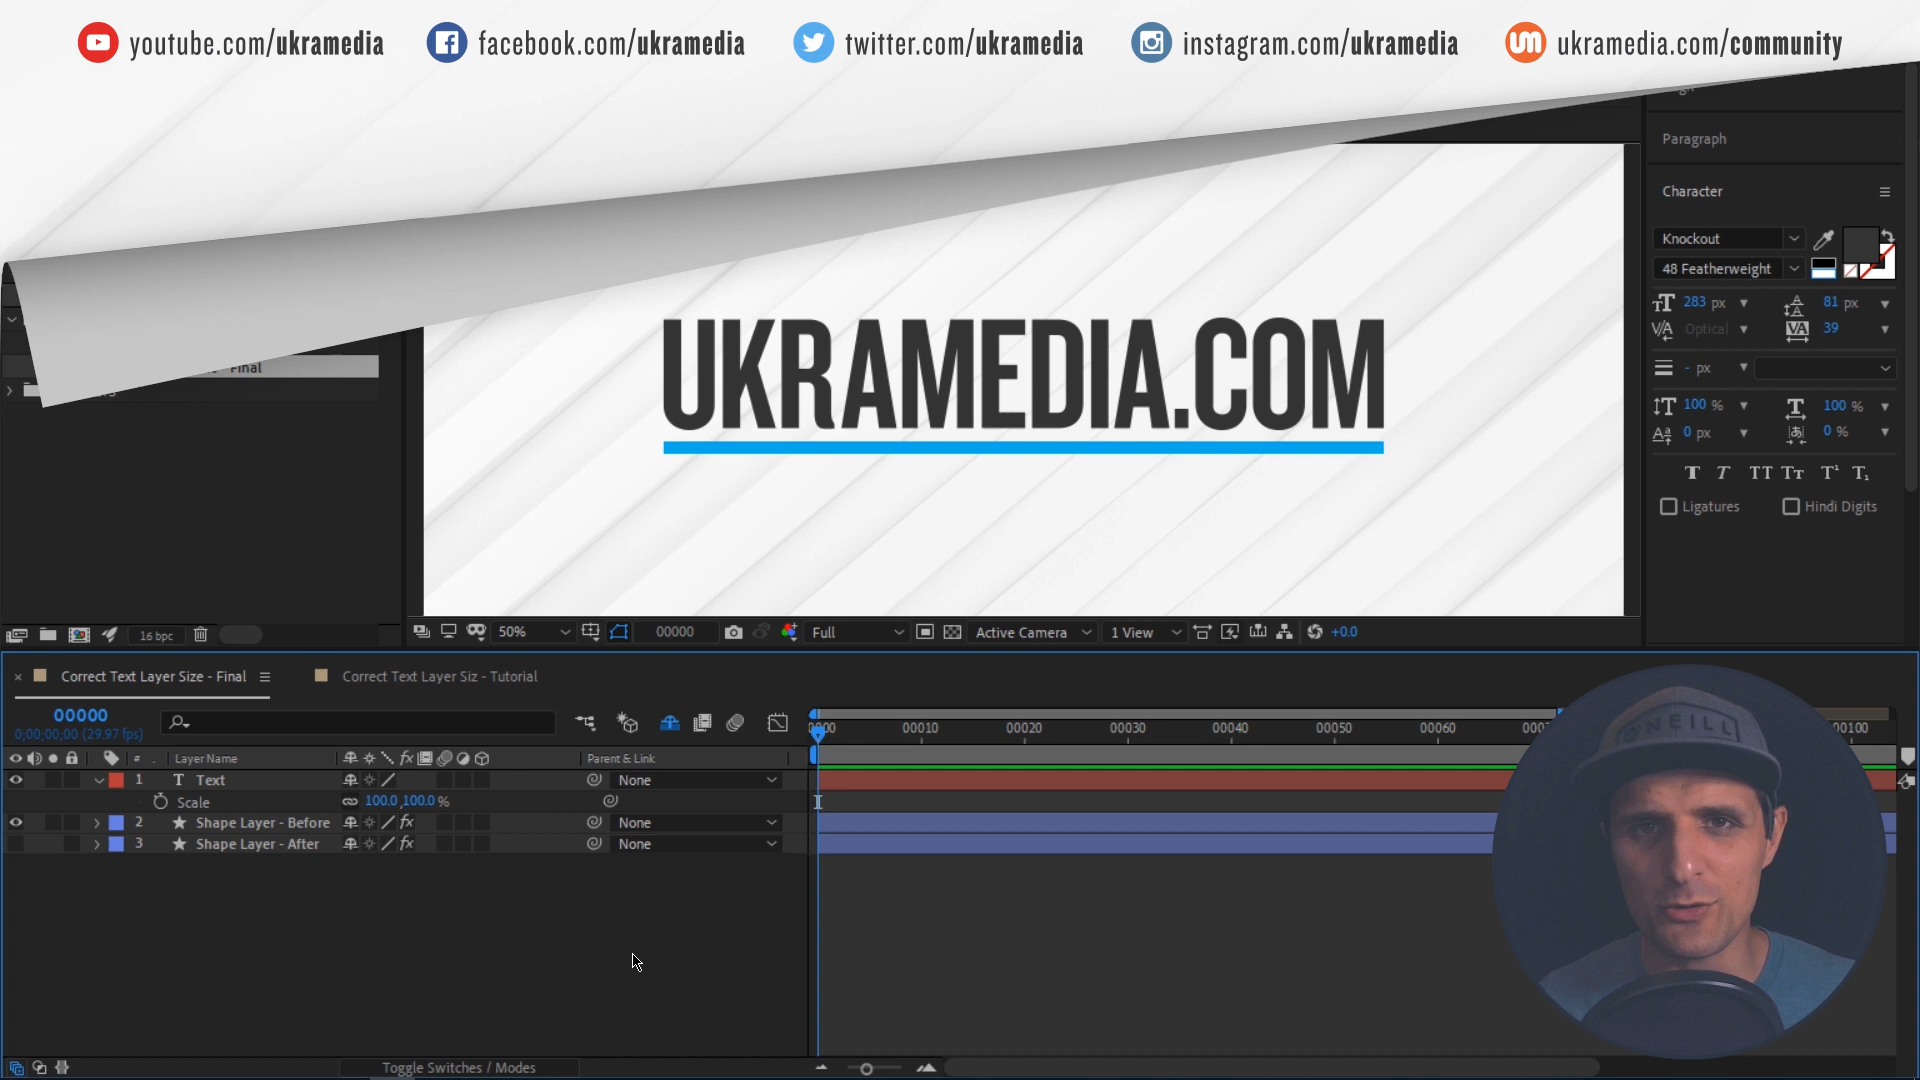 youtube.com/ukramedia
facebook.com/ukramedia
twitter.com/ukramedia
instagram.com/ukramedia
um
ukramedia.com/community
Paragraph
Character
Knockout
48 Featherweight
283 px
81 px
Optical
39
- px
100 %
100 %
0 px
0 %
Ligatures
Hindi Digits
Final
UKRAMEDIA.COM
16 bpc
50%
00000
Full
Active Camera
1 View
+0.0
Correct Text Layer Size - Final
Correct Text Layer Siz - Tutorial
00000
0;00;00;00 (29.97 fps)
00010
00020
00030
00040
00050
00060
00100
# . Layer Name
Parent & Link
1 T Text
None
Scale
100.0,100.0 %
2 Shape Layer - Before
None
3 Shape Layer - After
None
O'NEILL
Toggle Switches / Modes